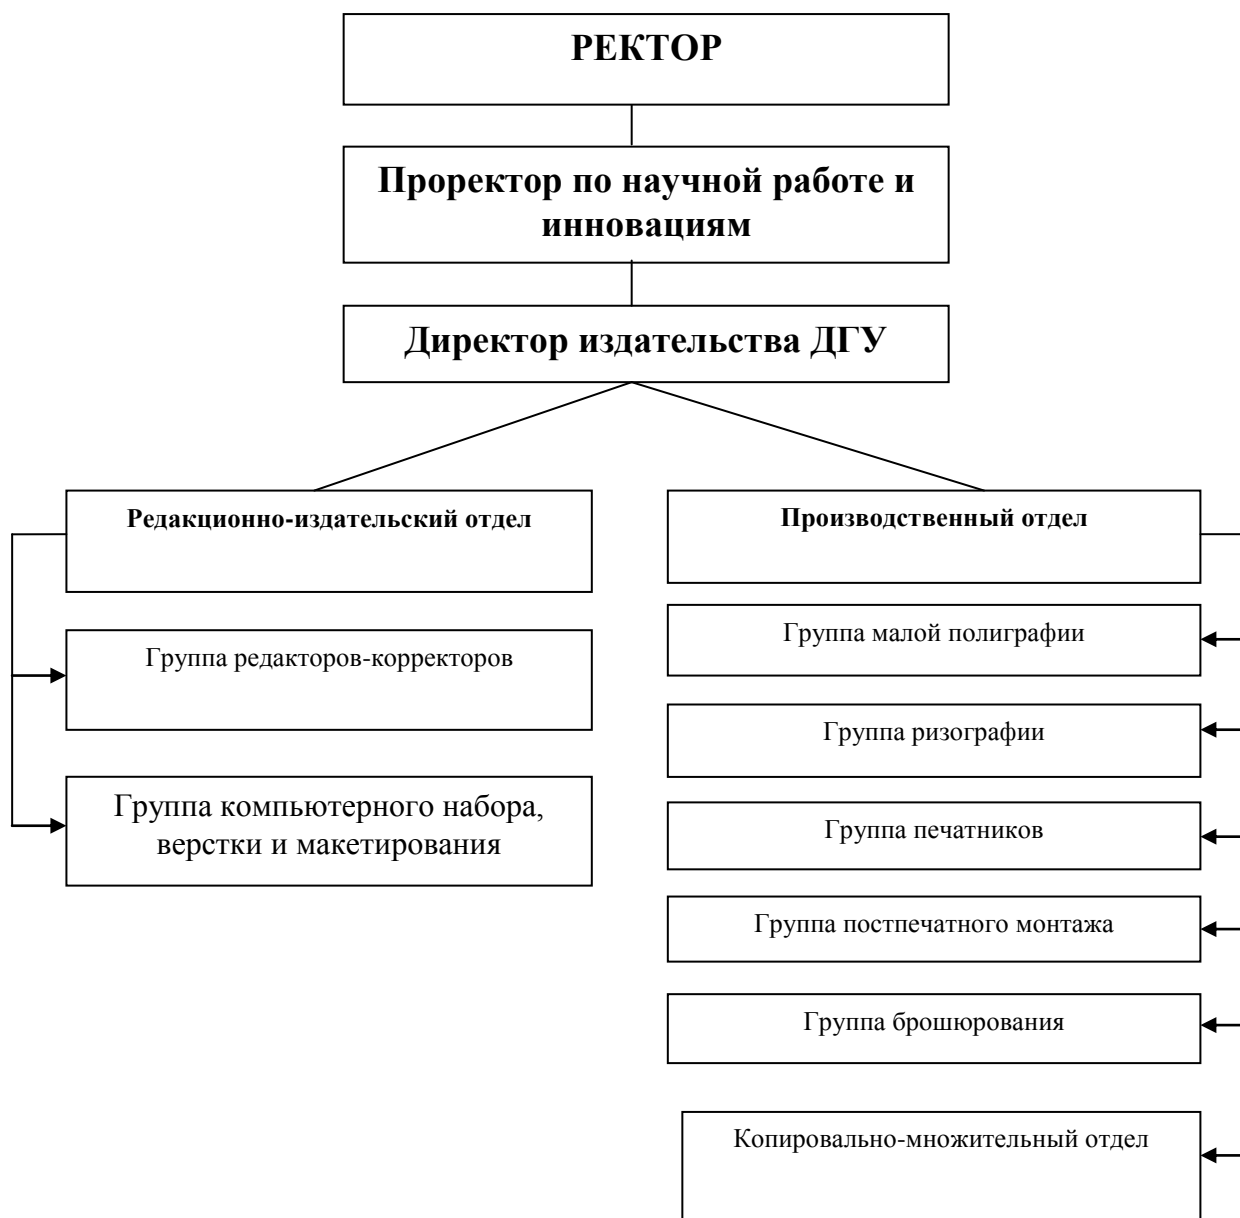 РЕКТОР
Проректор по научной работе и
инновациям
Директор издательства ДГУ
Редакционно-издательский отдел
Группа редакторов-корректоров
Группа компьютерного набора,
верстки и макетирования
Производственный отдел
Группа малой полиграфии
Группа ризографии
Группа печатников
Группа постпечатного монтажа
Группа брошюрования
Копировально-множительный отдел